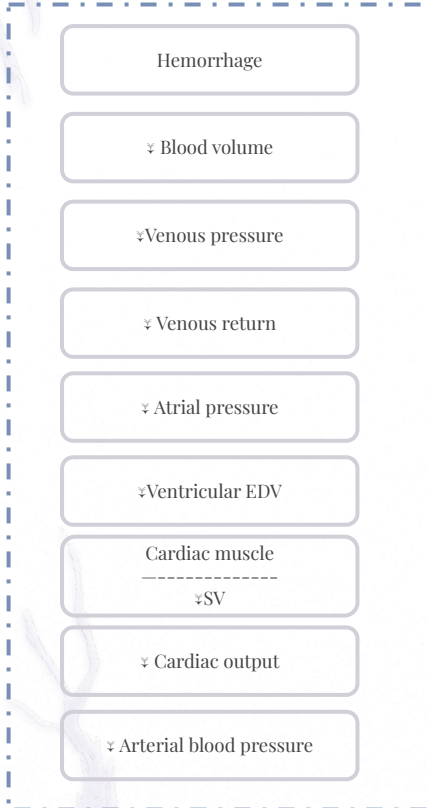 Hemorrhage
↓ Blood volume
↓Venous pressure
↓ Venous return
↓ Atrial pressure
↓Ventricular EDV
Cardiac muscle
—-------------
↓SV
↓ Cardiac output
↓ Arterial blood pressure